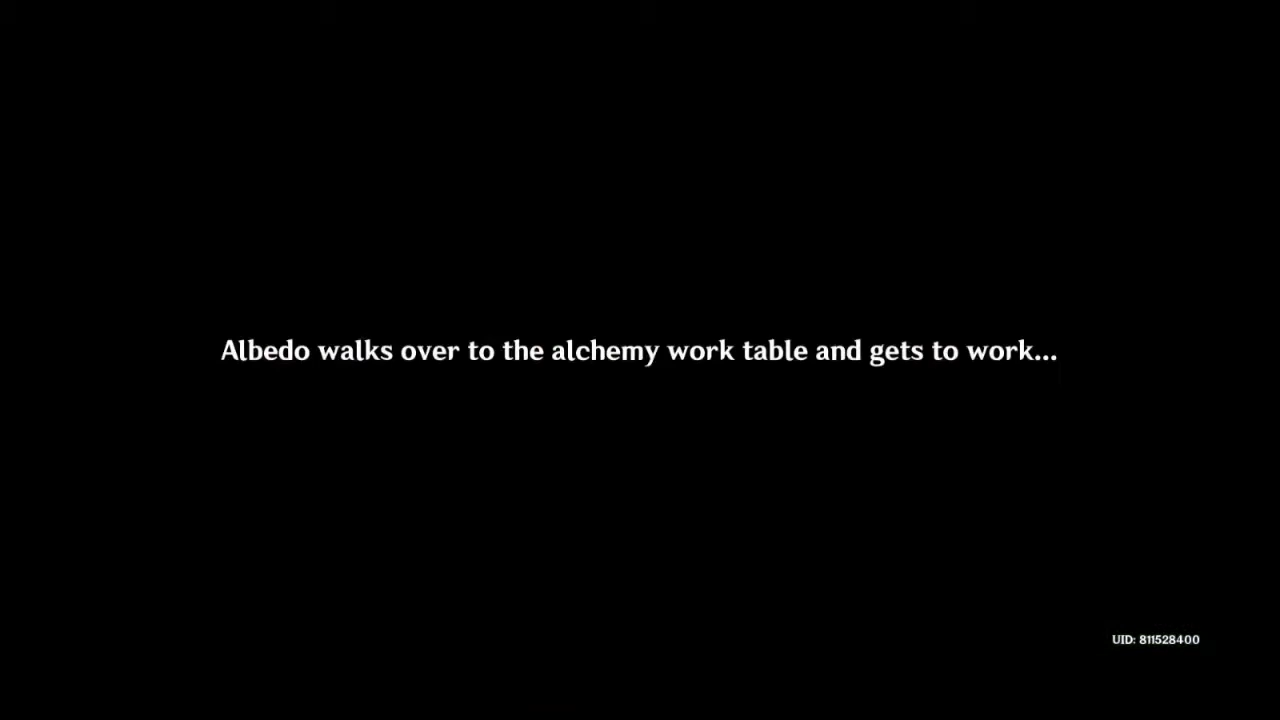 Albedo walks over to the alchemy work table and gets to work...
UID: 811528400